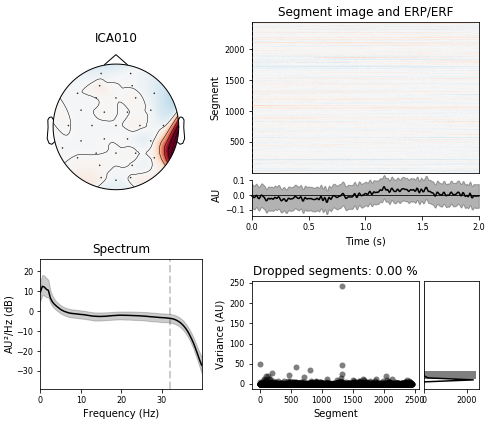 ICA010
Segment image and ERP/ERF
Segment
2000
1500
1000
500
AU
0.1
0.0
−0.1
0.0 0.5 1.0 1.5 2.0
Time (s)
Spectrum
AU²/Hz (dB)
20
10
0
−10
−20
−30
0 10 20 30
Frequency (Hz)
Dropped segments: 0.00 %
Variance (AU)
250
200
150
100
50
0
0 500 1000 1500 2000 2500
Segment
0 2000